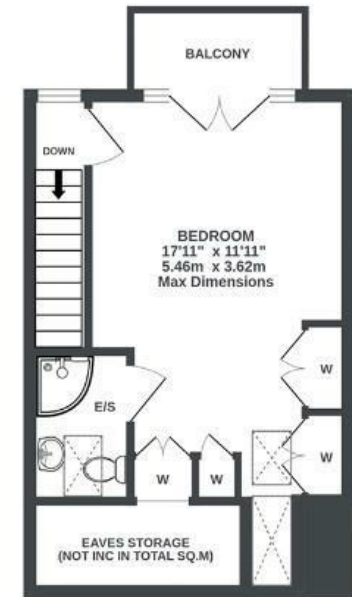 BALCONY
DOWN
BEDROOM
17'11" x 11'11"
5.46m x 3.62m
Max Dimensions
W
E/S
W
W
W
EAVES STORAGE
(NOT INC IN TOTAL SQ.M)